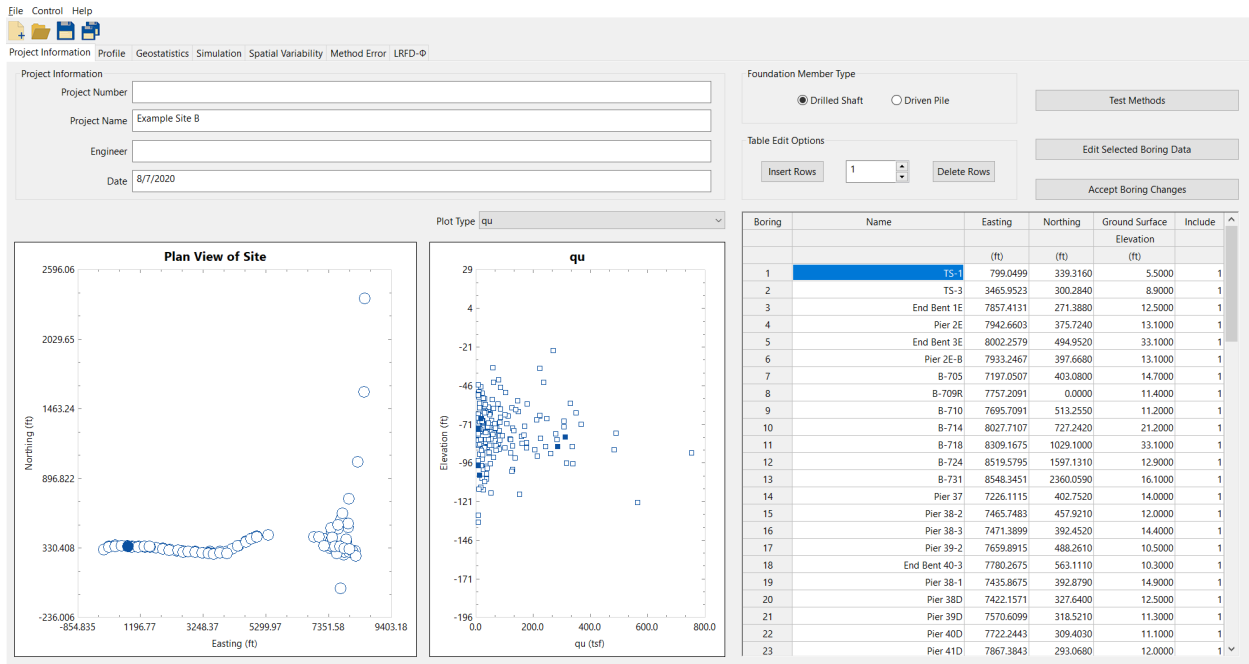 File Control Help
Project Information Profile Geostatistics Simulation Spatial Variability Method Error LRFD-Φ
Project Information
Project Number
Project Name Example Site B
Engineer
Date 8/7/2020
Foundation Member Type
Drilled Shaft Driven Pile
Table Edit Options
Insert Rows 1 Delete Rows
Test Methods
Edit Selected Boring Data
Accept Boring Changes
Plot Type qu
Plan View of Site
Northing (ft)
2596.06
2029.65
1463.24
896.822
330.408
-236.006
-854.835 1196.77 3248.37 5299.97 7351.58 9403.18
Easting (ft)
qu
Elevation (ft)
29
4
-21
-46
-71
-96
-121
-146
-171
-196
0.0 200.0 400.0 600.0 800.0
qu (tsf)
Boring Name Easting Northing Ground Surface Include
Elevation
(ft) (ft) (ft)
1 TS-1 799.0499 339.3160 5.5000 1
2 TS-3 3465.9523 300.2840 8.9000 1
3 End Bent 1E 7857.4131 271.3880 12.5000 1
4 Pier 2E 7942.6603 375.7240 13.1000 1
5 End Bent 3E 8002.2579 494.9520 33.1000 1
6 Pier 2E-B 7933.2467 397.6680 13.1000 1
7 B-705 7197.0507 403.0800 14.7000 1
8 B-709R 7757.2091 0.0000 11.4000 1
9 B-710 7695.7091 513.2550 11.2000 1
10 B-714 8027.7107 727.2420 21.2000 1
11 B-718 8309.1675 1029.1000 33.1000 1
12 B-724 8519.5795 1597.1310 12.9000 1
13 B-731 8548.3451 2360.0590 16.1000 1
14 Pier 37 7226.1115 402.7520 14.0000 1
15 Pier 38-2 7465.7483 457.9210 12.0000 1
16 Pier 38-3 7471.3899 392.4520 14.4000 1
17 Pier 39-2 7659.8915 488.2610 10.5000 1
18 End Bent 40-3 7780.2675 563.1110 10.3000 1
19 Pier 38-1 7435.8675 392.8790 14.9000 1
20 Pier 38D 7422.1571 327.6400 12.5000 1
21 Pier 39D 7570.6099 318.5210 11.3000 1
22 Pier 40D 7722.2443 309.4030 11.1000 1
23 Pier 41D 7867.3843 293.0680 12.0000 1